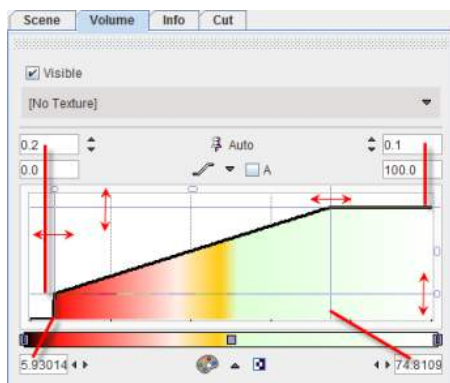 Scene Volume Info Cut
Visible
[No Texture]
0.2 Auto 0.1
0.0 A 100.0
5.93014 74.8109